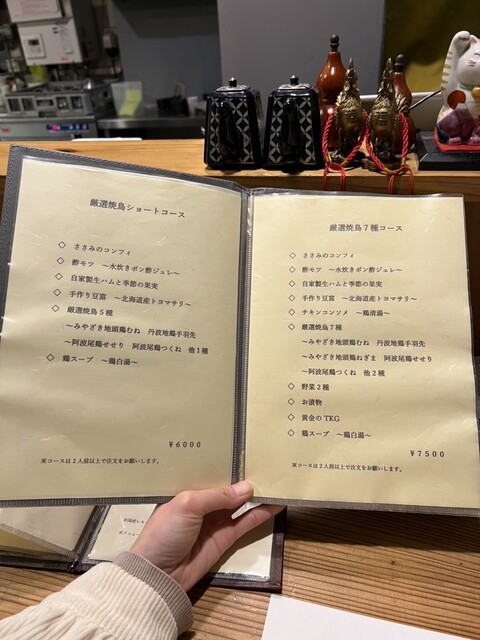 厳選焼鳥ショートコース
◇ ささみのコンフィ
◇ 酢モツ ～水炊きポン酢ジュレ～
◇ 自家製生ハムと季節の果実
◇ 手作り豆富 ～北海道産トヨマサリ～
◇ 厳選焼鳥５種
～みやざき地頭鶏むね 丹波地鶏手羽先
～阿波尾鶏せせり 阿波尾鶏つくね 他１種
◇ 鶏スープ ～鶏白湯～
¥6000
※コースは２人前以上で注文をお願いします。
厳選焼鳥７種コース
◇ ささみのコンフィ
◇ 酢モツ ～水炊きポン酢ジュレ～
◇ 自家製生ハムと季節の果実
◇ 手作り豆富 ～北海道産トヨマサリ～
◇ チキンコンソメ ～鶏清湯～
◇ 厳選焼鳥７種
～みやざき地頭鶏むね 丹波地鶏手羽先
～みやざき地頭鶏ねぎま 阿波尾鶏せせり
～阿波尾鶏つくね 他２種
◇ 野菜２種
◇ お漬物
◇ 黄金のTKG
◇ 鶏スープ ～鶏白湯～
¥7500
※コースは２人前以上で注文をお願いします。